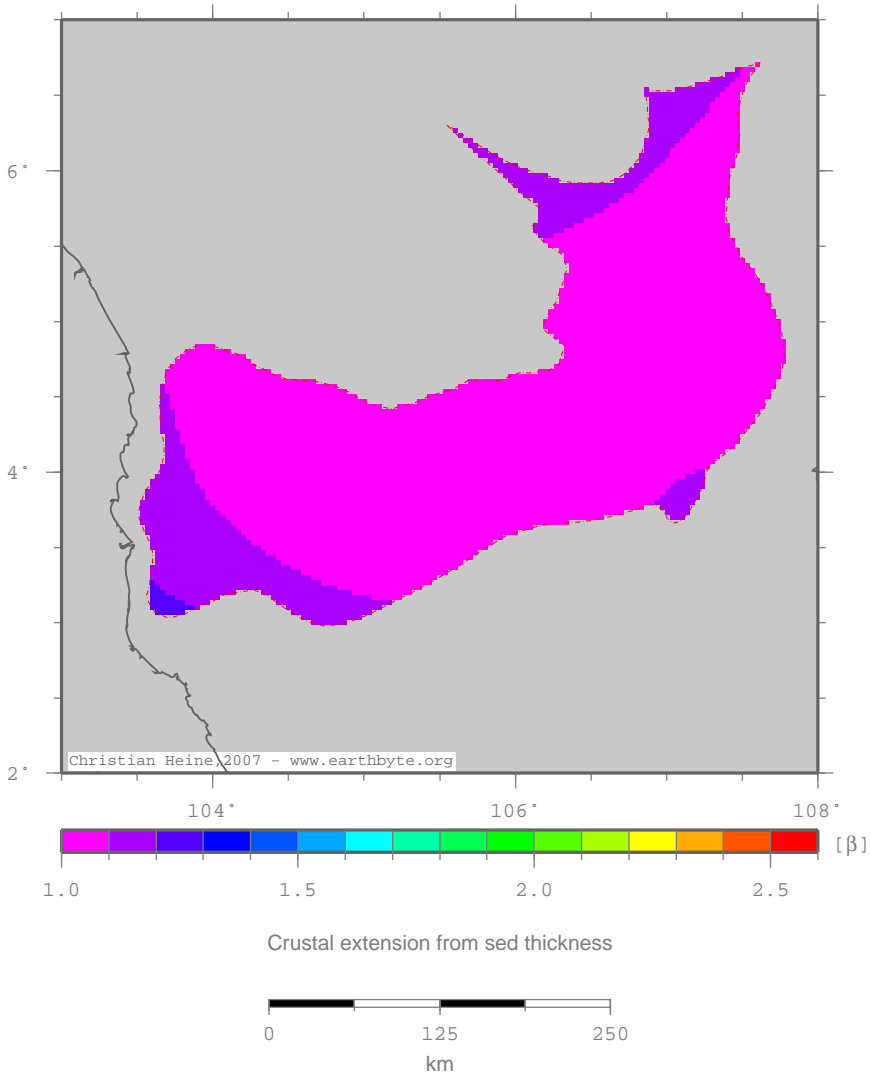 6°
4°
2°
Christian Heine, 2007 - www.earthbyte.org
104° 106° 108°
[β]
1.0 1.5 2.0 2.5
Crustal extension from sed thickness
0 125 250
km